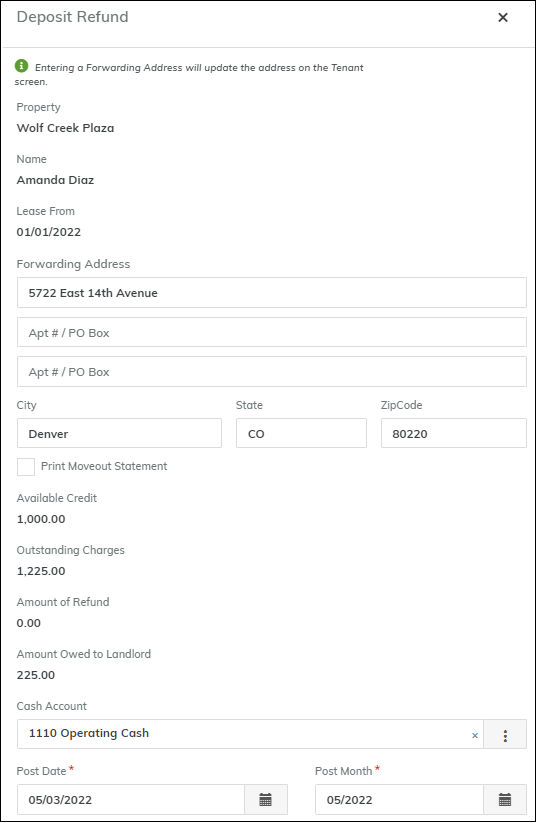 Deposit Refund
Entering a Forwarding Address will update the address on the Tenant
screen.
Property
Wolf Creek Plaza
Name
Amanda Diaz
Lease From
01/01/2022
Forwarding Address
5722 East 14th Avenue
Apt # / PO Box
Apt # / PO Box
City State ZipCode
Denver CO 80220
Print Moveout Statement
Available Credit
1,000.00
Outstanding Charges
1,225.00
Amount of Refund
0.00
Amount Owed to Landlord
225.00
Cash Account
1110 Operating Cash
Post Date * Post Month *
05/03/2022 05/2022